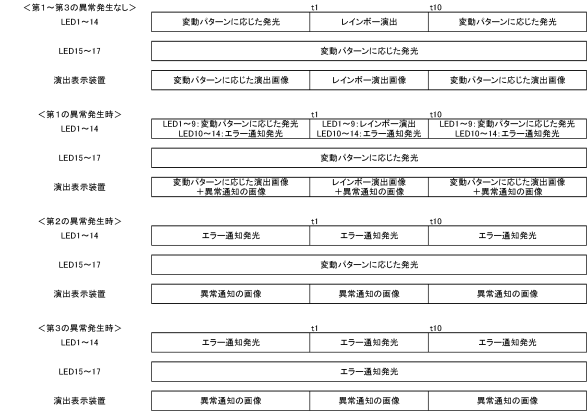 <第1~第3の異常発生なし>
t1 t10
LED1~14 変動パターンに応じた発光 レインボー演出 変動パターンに応じた発光
LED15~17 変動パターンに応じた発光
演出表示装置 変動パターンに応じた演出画像 レインボー演出画像 変動パターンに応じた演出画像
<第1の異常発生時>
t1 t10
LED1~14
LED1~9:変動パターンに応じた発光 LED1~9:レインボー演出 LED1~9:変動パターンに応じた発光
LED10~14:エラー通知発光 LED10~14:エラー通知発光 LED10~14:エラー通知発光
LED15~17 変動パターンに応じた発光
演出表示装置
変動パターンに応じた演出画像 レインボー演出画像 変動パターンに応じた演出画像
+異常通知の画像 +異常通知の画像 +異常通知の画像
<第2の異常発生時>
t1 t10
LED1~14 エラー通知発光 エラー通知発光 エラー通知発光
LED15~17 変動パターンに応じた発光
演出表示装置 異常通知の画像 異常通知の画像 異常通知の画像
<第3の異常発生時>
t1 t10
LED1~14 エラー通知発光 エラー通知発光 エラー通知発光
LED15~17 エラー通知発光
演出表示装置 異常通知の画像 異常通知の画像 異常通知の画像